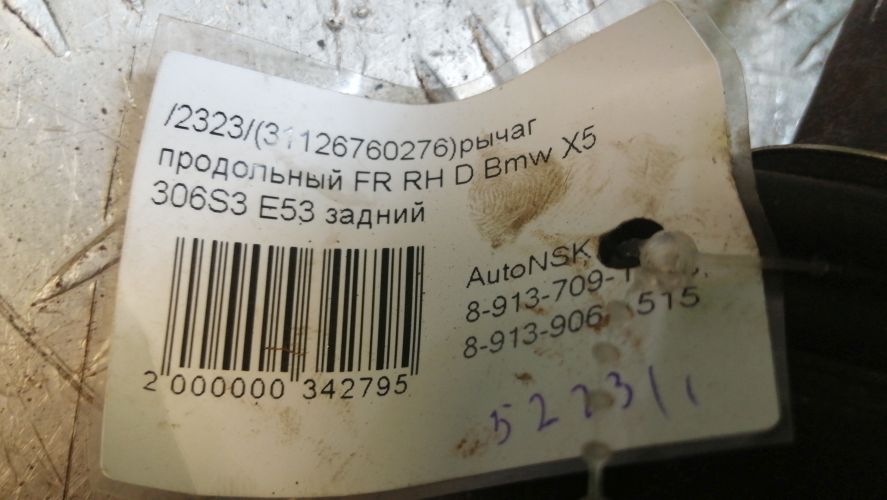 /2323/(31126760276)рычаг
продольный FR RH D Bmw X5
306S3 E53 задний
AutoNSK
8-913-709-
8-913-906 515
2 000000 342795